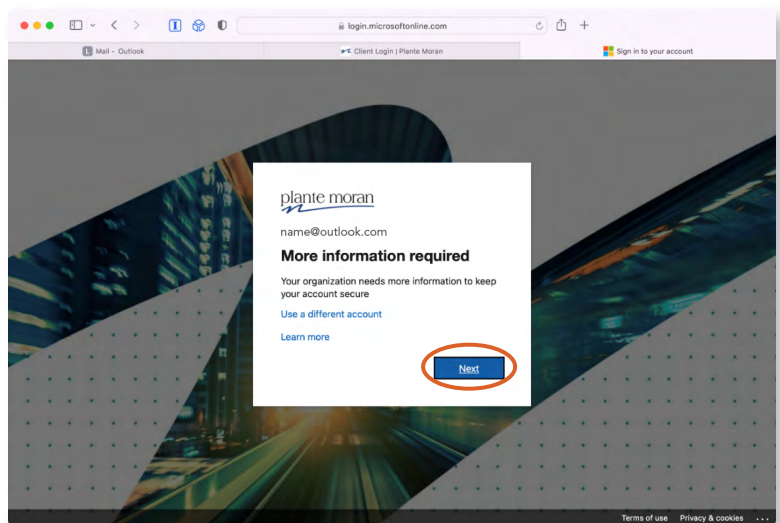 login.microsoftonline.com
L Mail - Outlook
Client Login | Plante Moran
Sign in to your account
plante moran
name@outlook.com
More information required
Your organization needs more information to keep
your account secure
Use a different account
Learn more
Next
Terms of use Privacy & cookies ...